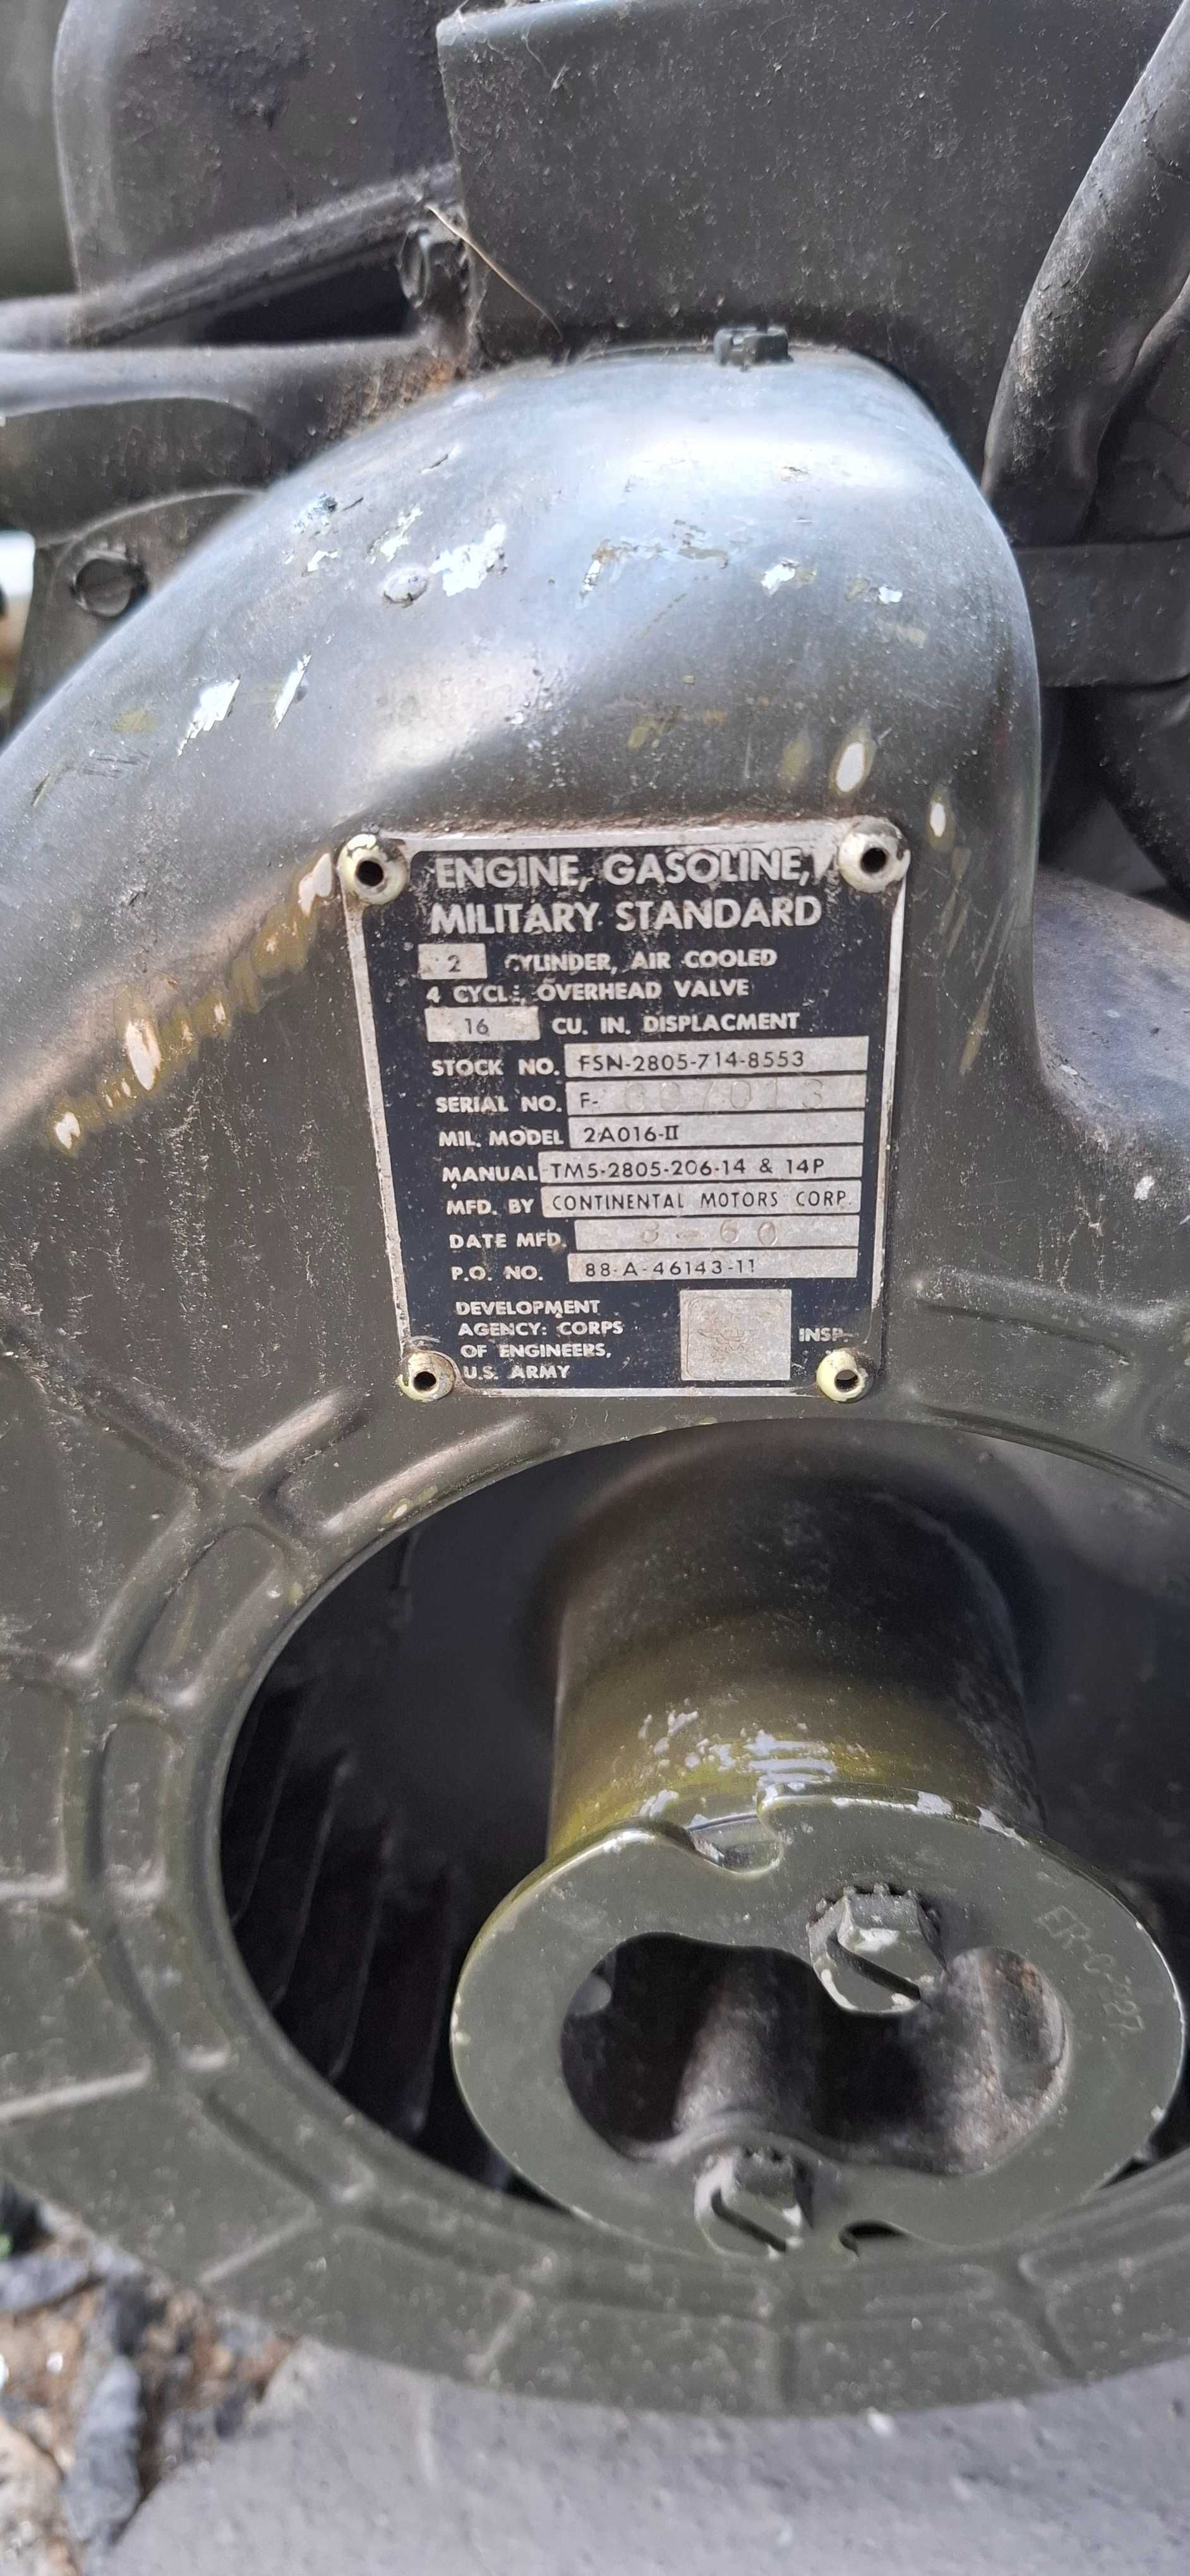 ENGINE, GASOLINE,
MILITARY STANDARD
2 CYLINDER, AIR COOLED
4 CYCLE, OVERHEAD VALVE
16 CU. IN. DISPLACMENT
STOCK NO. FSN-2805-714-8553
SERIAL NO. F-
MIL. MODEL 2A016-II
MANUAL TM5-2805-206-14 & 14P
MFD. BY CONTINENTAL MOTORS CORP.
DATE MFD. 3-60
P.O. NO. 88-A-46143-11
DEVELOPMENT
AGENCY: CORPS
OF ENGINEERS,
U.S. ARMY
INSP.